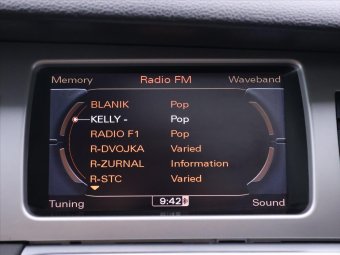 Memory Radio FM Waveband
BLANIK Pop
KELLY - Pop
RADIO F1 Pop
R-DVOJKA Varied
R-ZURNAL Information
R-STC Varied
Tuning 9:42 Sound